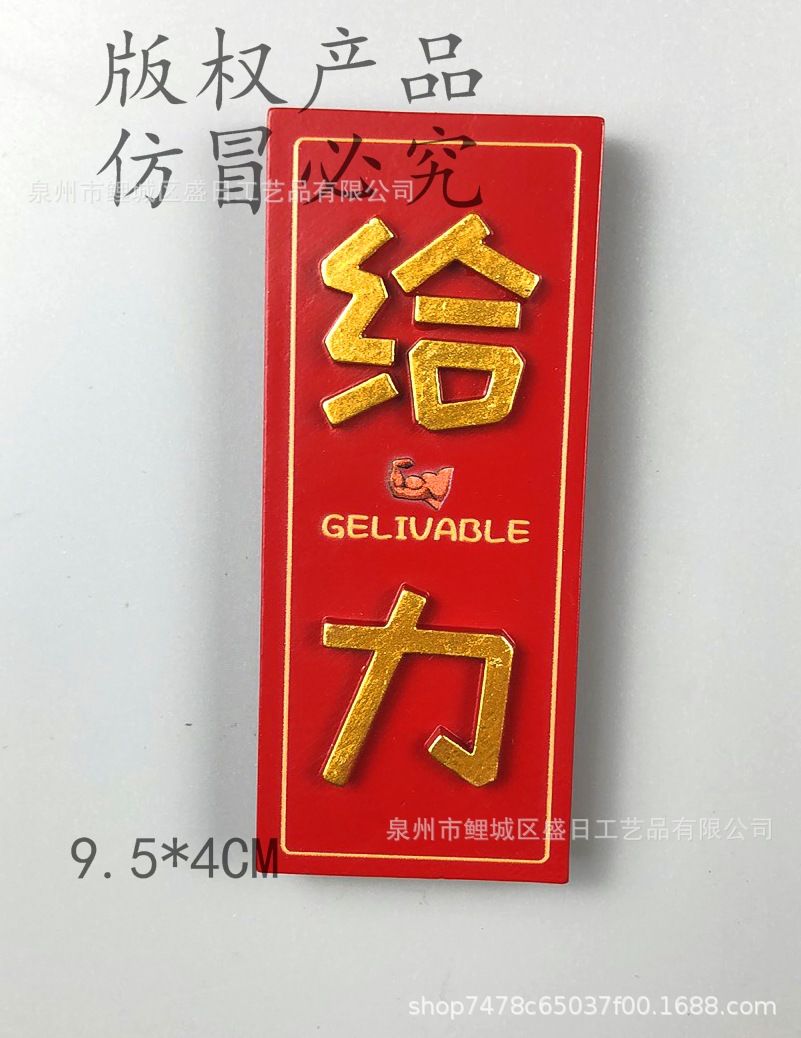 版权产品
仿冒必究
泉州市鲤城区盛日工艺品有限公司
给
GELIVABLE
力
泉州市鲤城区盛日工艺品有限公司
9.5*4CM
shop7478c65037f00.1688.com